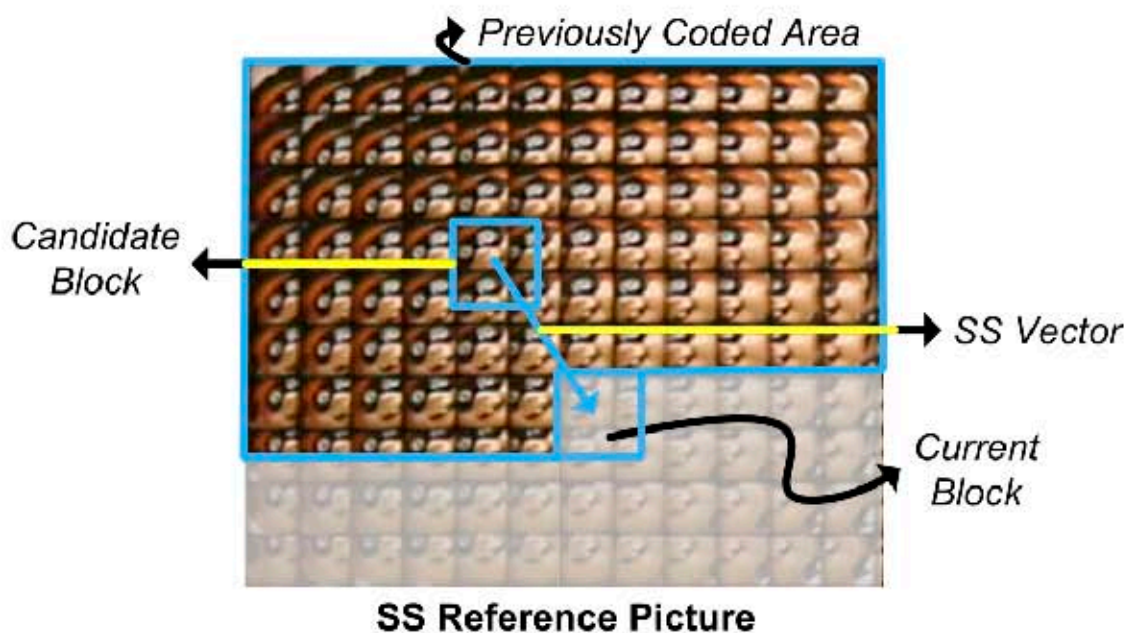 Previously Coded Area
Candidate
Block
SS Vector
Current
Block
SS Reference Picture